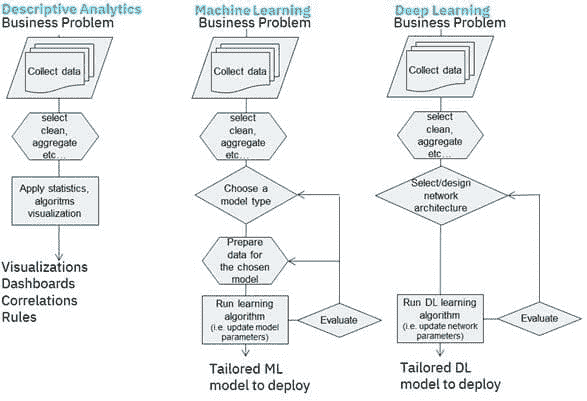 Descriptive Analytics
Business Problem
Collect data
select
clean,
aggregate
etc...
Apply statistics,
algoritms
visualization
Visualizations
Dashboards
Correlations
Rules
Machine Learning
Business Problem
Collect data
select
clean,
aggregate
etc...
Choose a
model type
Prepare
data for
the chosen
model
Run learning
algorithm
(i.e. update model
parameters)
Evaluate
Tailored ML
model to deploy
Deep Learning
Business Problem
Collect data
select
clean,
aggregate
etc...
Select/design
network
architecture
Run DL learning
algorithm
(i.e. update network
parameters)
Evaluate
Tailored DL
model to deploy